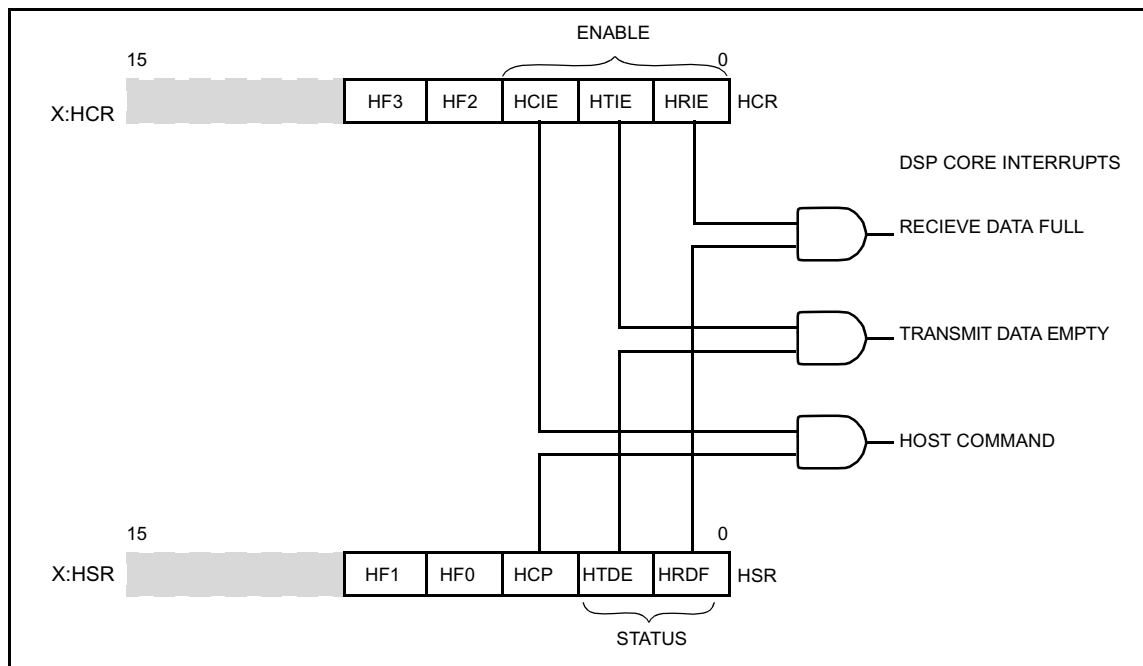 ENABLE
15 0
X:HCR HF3 HF2 HCIE HTIE HRIE HCR
DSP CORE INTERRUPTS
RECIEVE DATA FULL
TRANSMIT DATA EMPTY
HOST COMMAND
15 0
X:HSR HF1 HF0 HCP HTDE HRDF HSR
STATUS